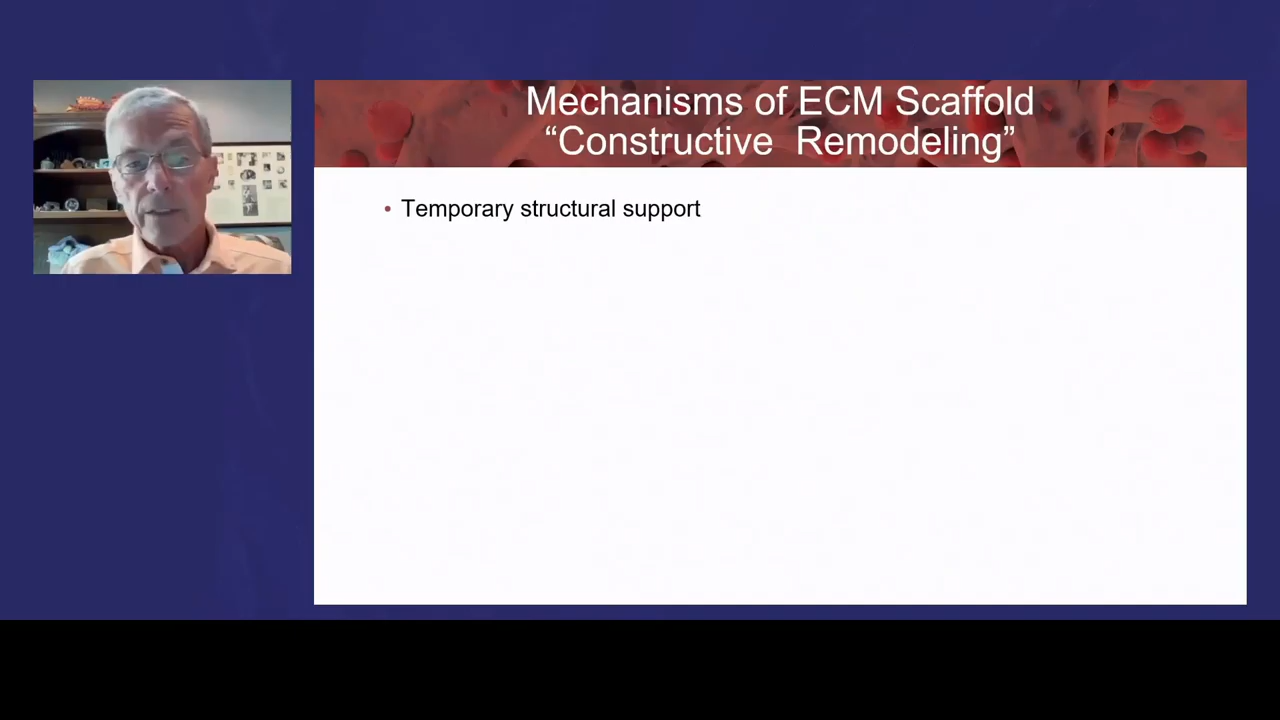 Mechanisms of ECM Scaffold
“Constructive Remodeling”
• Temporary structural support